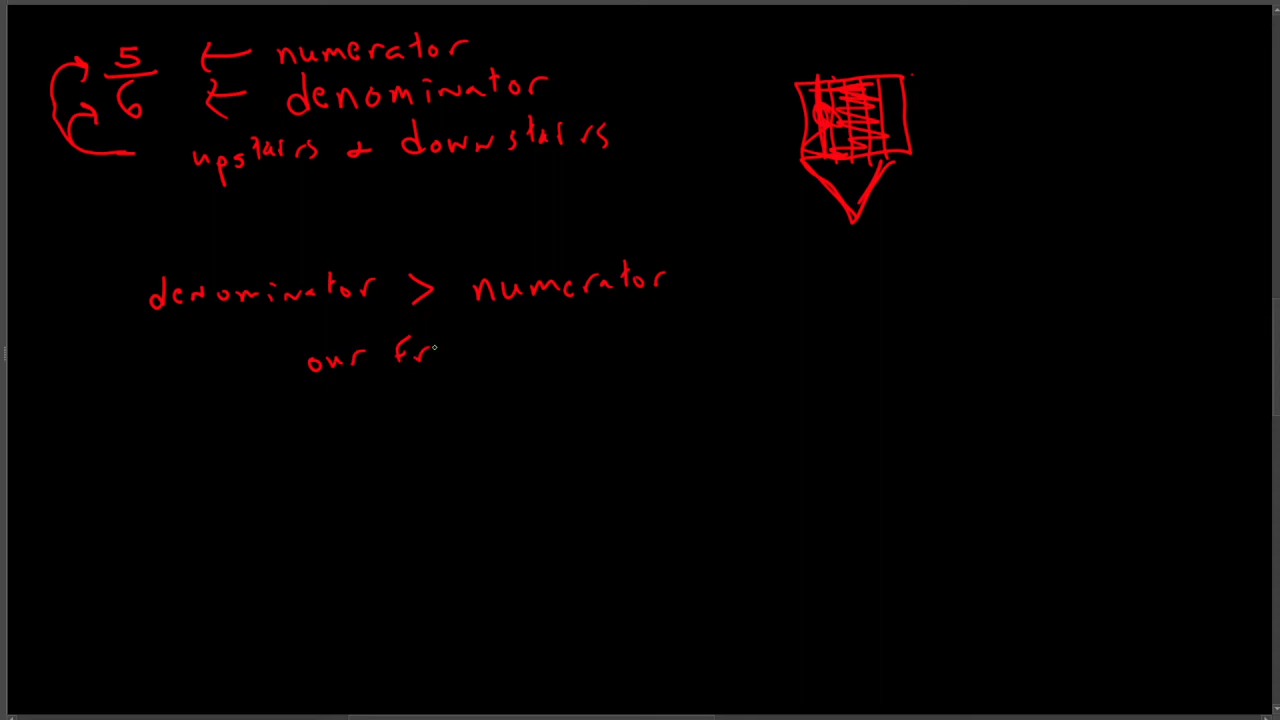 5 ← numerator
6 ← denominator
upstairs & downstairs
denominator > numerator
our fr